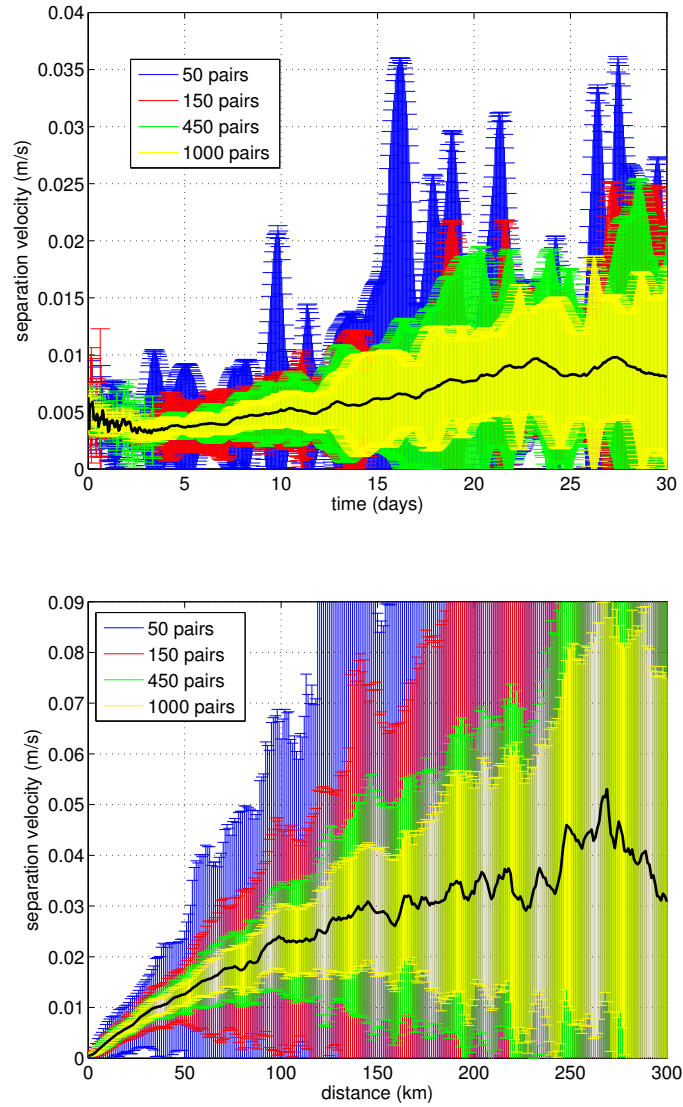 0.04
0.035
0.03
0.025
0.02
0.015
0.01
0.005
0
separation velocity (m/s)
50 pairs
150 pairs
450 pairs
1000 pairs
0 5 10 15 20 25 30
time (days)
0.09
0.08
0.07
0.06
0.05
0.04
0.03
0.02
0.01
0
separation velocity (m/s)
50 pairs
150 pairs
450 pairs
1000 pairs
0 50 100 150 200 250 300
distance (km)